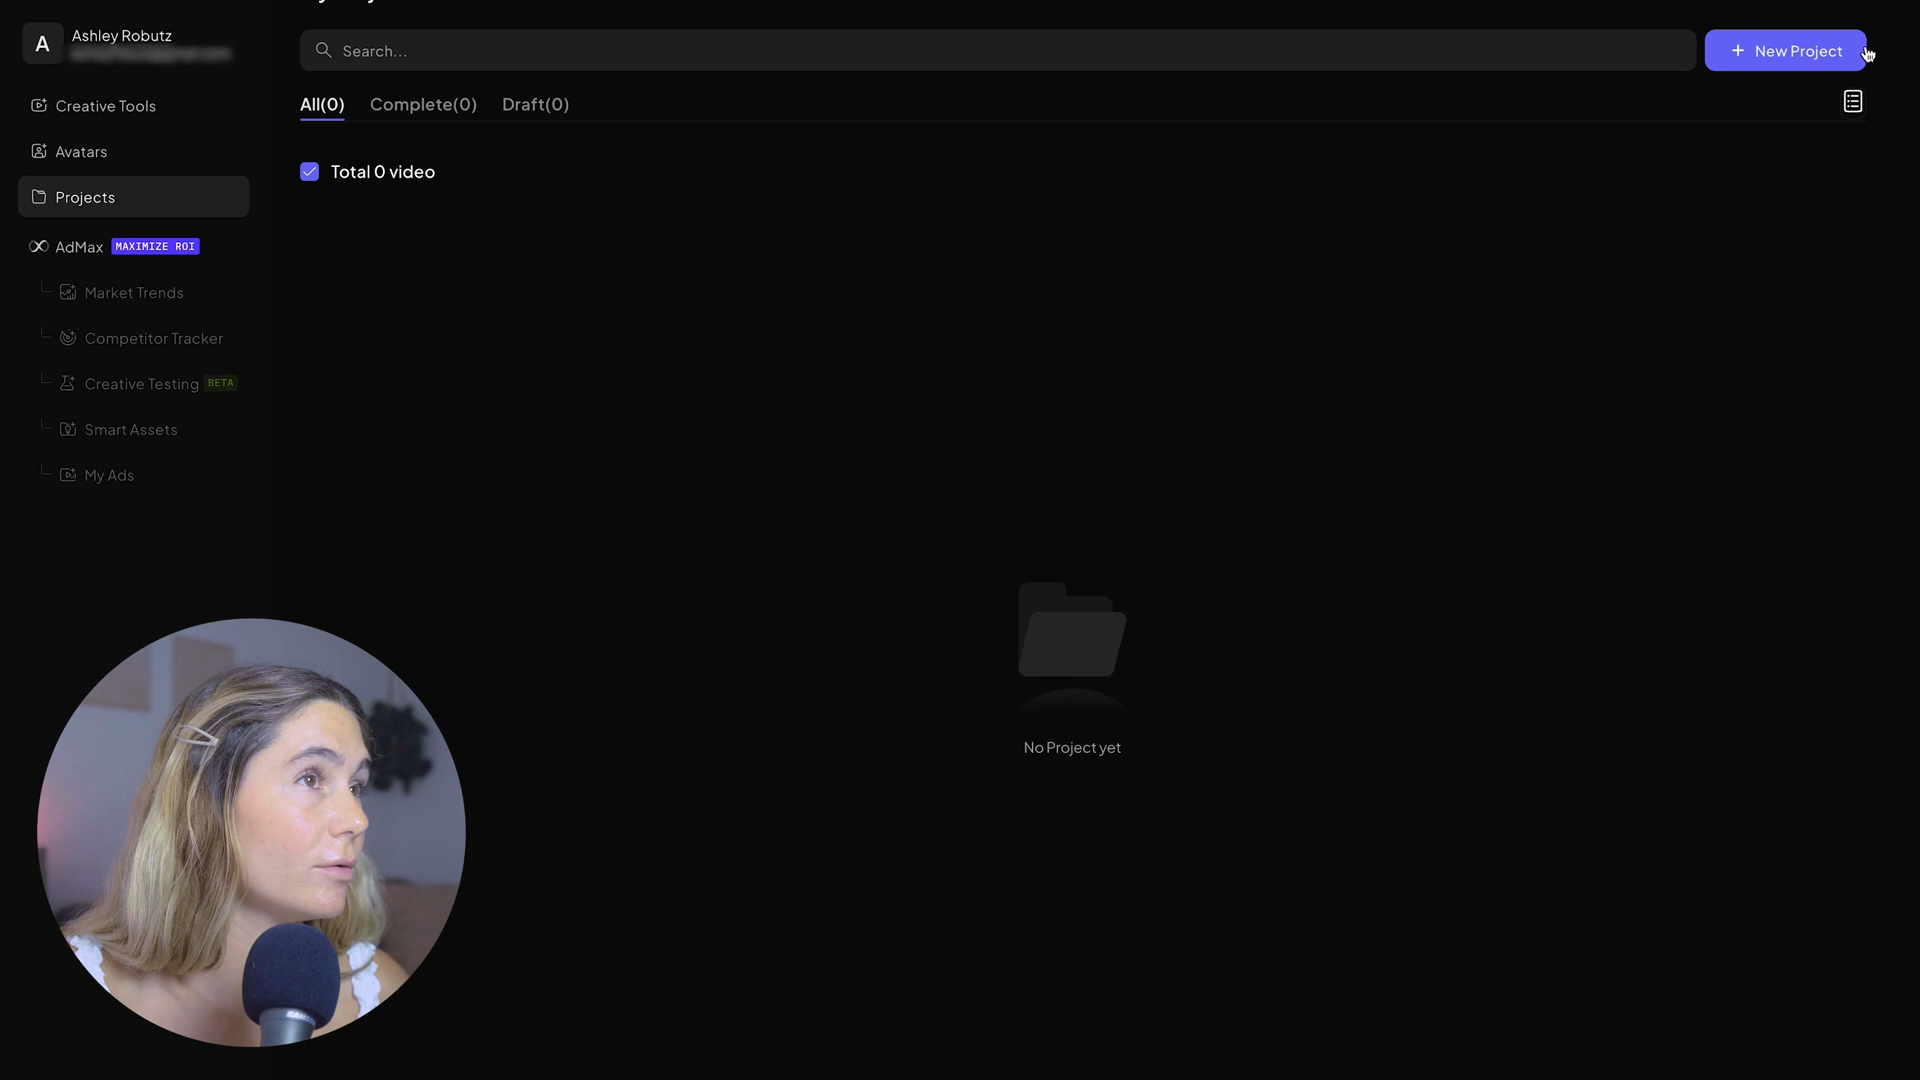 A
Ashley Robutz
Creative Tools
Avatars
Projects
AdMax MAXIMIZE ROI
Market Trends
Competitor Tracker
Creative Testing BETA
Smart Assets
My Ads
Search...
+ New Project
All(0) Complete(0) Draft(0)
Total 0 video
No Project yet